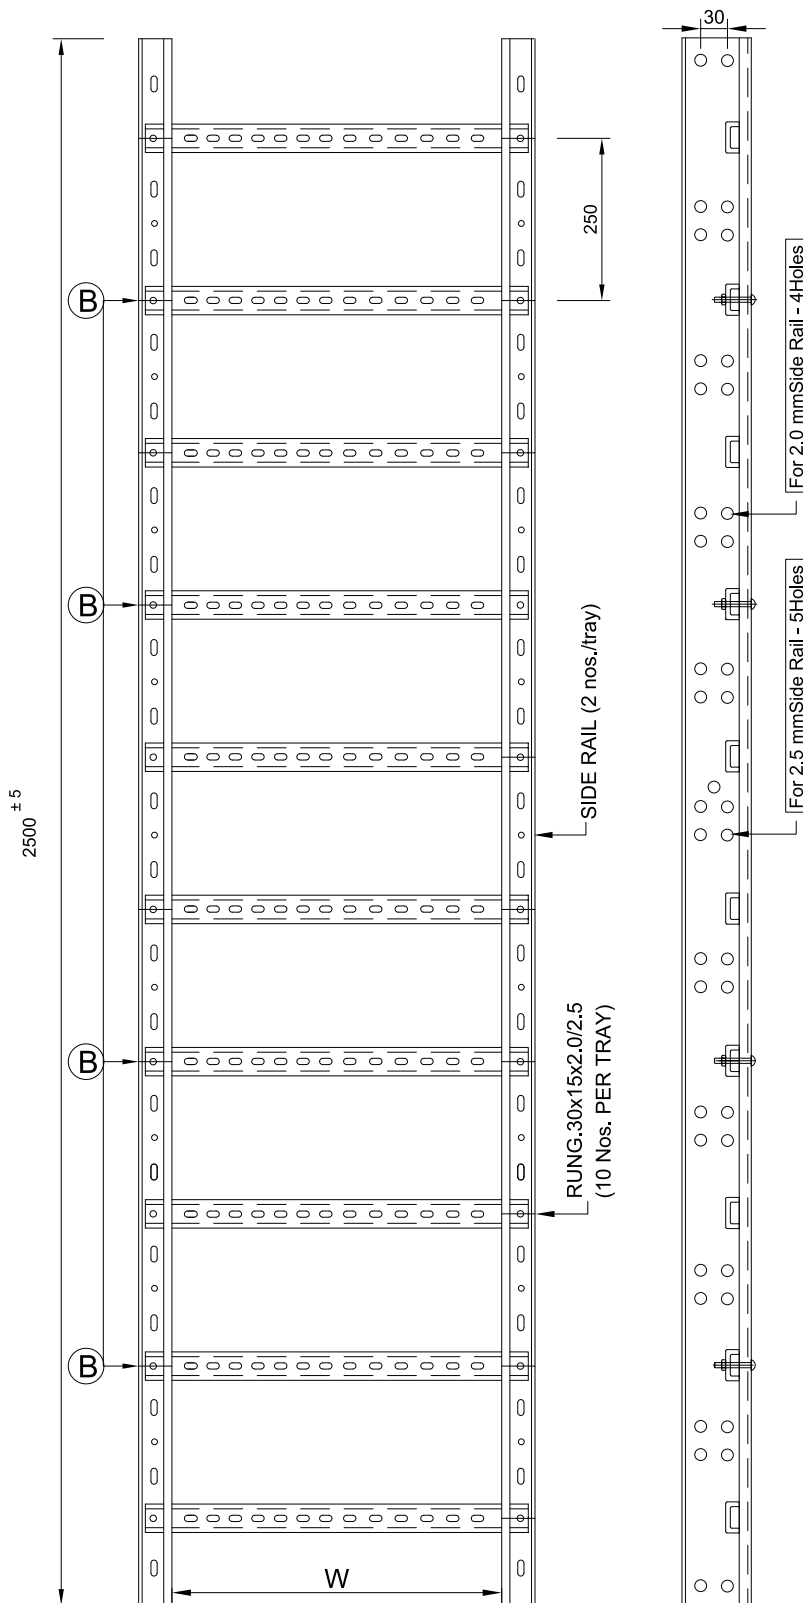 30
250
B
For 2.0 mmSide Rail - 4Holes
B
For 2.5 mmSide Rail - 5Holes
SIDE RAIL (2 nos./tray)
2500 ± 5
RUNG.30x15x2.0/2.5
(10 Nos. PER TRAY)
B
B
W